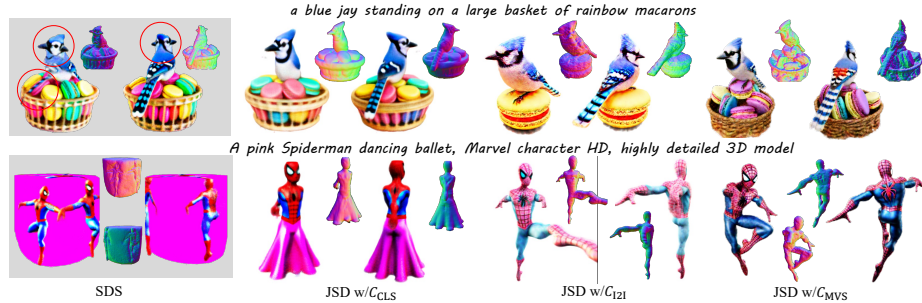 a blue jay standing on a large basket of rainbow macarons
A pink Spiderman dancing ballet, Marvel character HD, highly detailed 3D model
SDS
JSD w/C_CLS
JSD w/C_I2I
JSD w/C_MVS